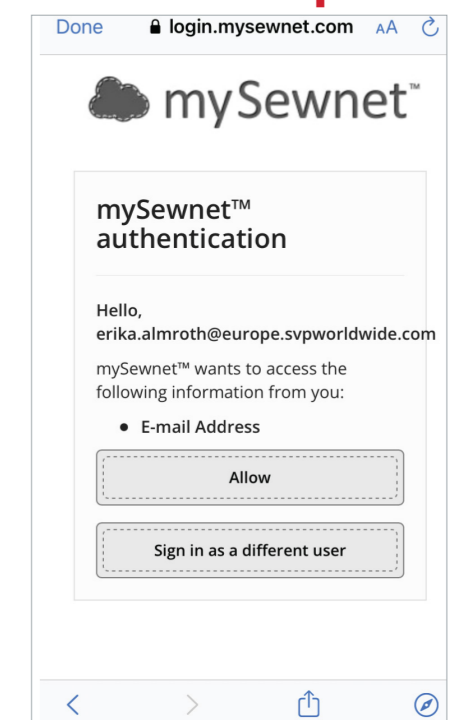 Done login.mysewnet.com AA
mySewnet™
mySewnet™
authentication
Hello,
erika.almroth@europe.svpworldwide.com
mySewnet™ wants to access the
following information from you:
• E-mail Address
Allow
Sign in as a different user